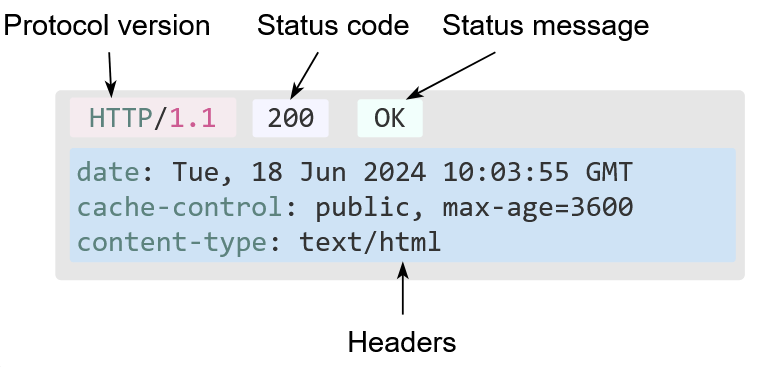 Protocol version Status code Status message
HTTP/1.1 200 OK
date: Tue, 18 Jun 2024 10:03:55 GMT
cache-control: public, max-age=3600
content-type: text/html
Headers